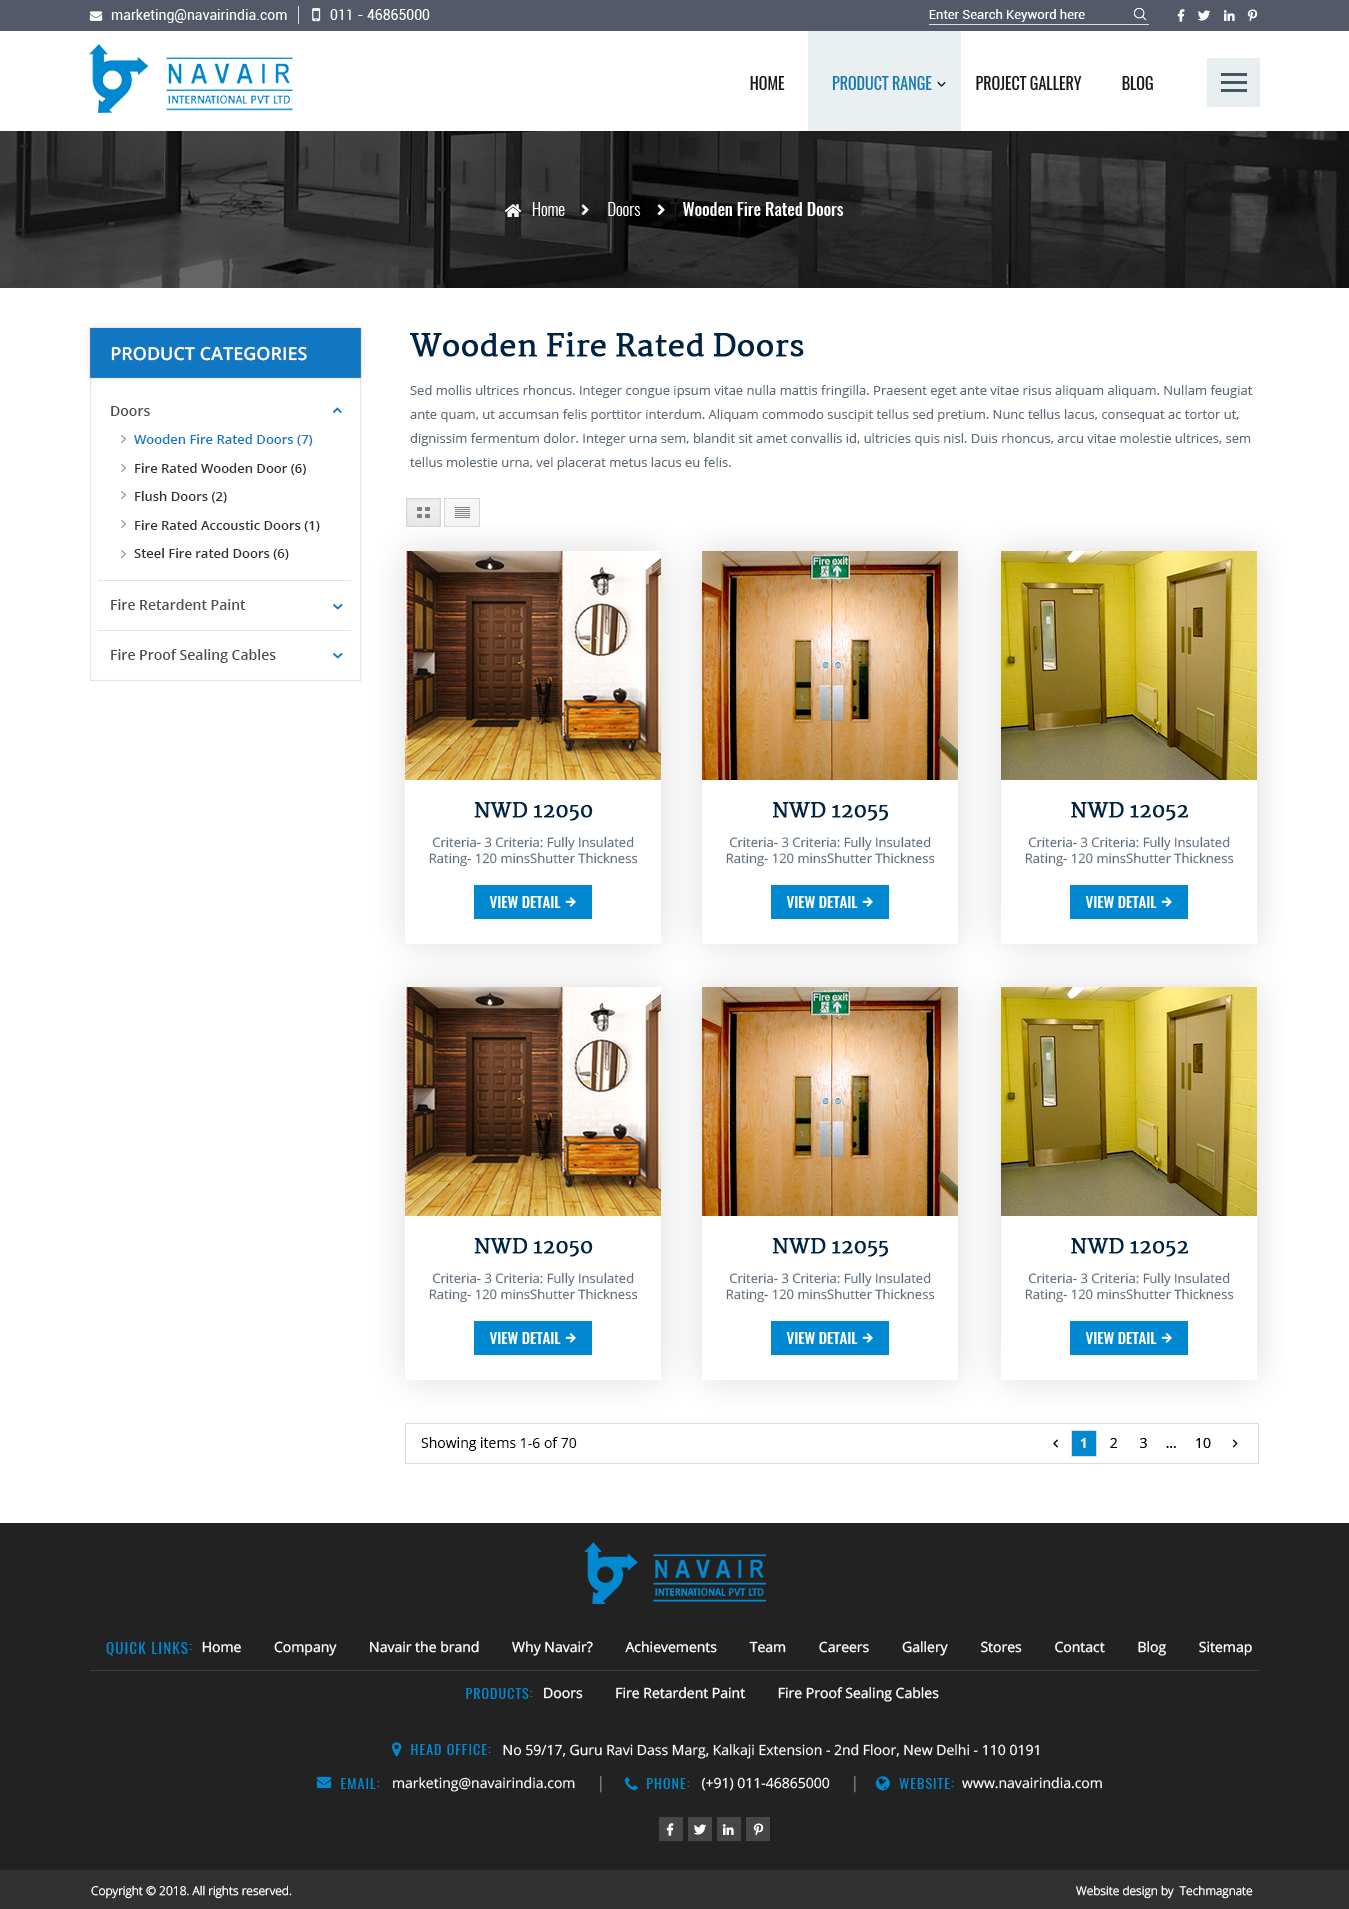 marketing@navairindia.com
011 - 46865000
Enter Search Keyword here
NAVAIR
INTERNATIONAL PVT LTD
HOME
PRODUCT RANGE
PROJECT GALLERY
BLOG
Home
Doors
Wooden Fire Rated Doors
PRODUCT CATEGORIES
Doors
Wooden Fire Rated Doors (7)
Fire Rated Wooden Door (6)
Flush Doors (2)
Fire Rated Accoustic Doors (1)
Steel Fire rated Doors (6)
Fire Retardent Paint
Fire Proof Sealing Cables
Wooden Fire Rated Doors
Sed mollis ultrices rhoncus. Integer congue ipsum vitae nulla mattis fringilla. Praesent eget ante vitae risus aliquam aliquam. Nullam feugiat
ante quam, ut accumsan felis porttitor interdum. Aliquam commodo suscipit tellus sed pretium. Nunc tellus lacus, consequat ac tortor ut,
dignissim fermentum dolor. Integer urna sem, blandit sit amet convallis id, ultricies quis nisl. Duis rhoncus, arcu vitae molestie ultrices, sem
tellus molestie urna, vel placerat metus lacus eu felis.
Fire exit
NWD 12050
Criteria- 3 Criteria: Fully Insulated
Rating- 120 minsShutter Thickness
VIEW DETAIL
NWD 12055
Criteria- 3 Criteria: Fully Insulated
Rating- 120 minsShutter Thickness
VIEW DETAIL
NWD 12052
Criteria- 3 Criteria: Fully Insulated
Rating- 120 minsShutter Thickness
VIEW DETAIL
Fire exit
NWD 12050
Criteria- 3 Criteria: Fully Insulated
Rating- 120 minsShutter Thickness
VIEW DETAIL
NWD 12055
Criteria- 3 Criteria: Fully Insulated
Rating- 120 minsShutter Thickness
VIEW DETAIL
NWD 12052
Criteria- 3 Criteria: Fully Insulated
Rating- 120 minsShutter Thickness
VIEW DETAIL
Showing items 1-6 of 70
1 2 3 ... 10
NAVAIR
INTERNATIONAL PVT LTD
QUICK LINKS: Home Company Navair the brand Why Navair? Achievements Team Careers Gallery Stores Contact Blog Sitemap
PRODUCTS: Doors Fire Retardent Paint Fire Proof Sealing Cables
HEAD OFFICE: No 59/17, Guru Ravi Dass Marg, Kalkaji Extension - 2nd Floor, New Delhi - 110 0191
EMAIL: marketing@navairindia.com | PHONE: (+91) 011-46865000 | WEBSITE: www.navairindia.com
Copyright © 2018. All rights reserved.
Website design by Techmagnate